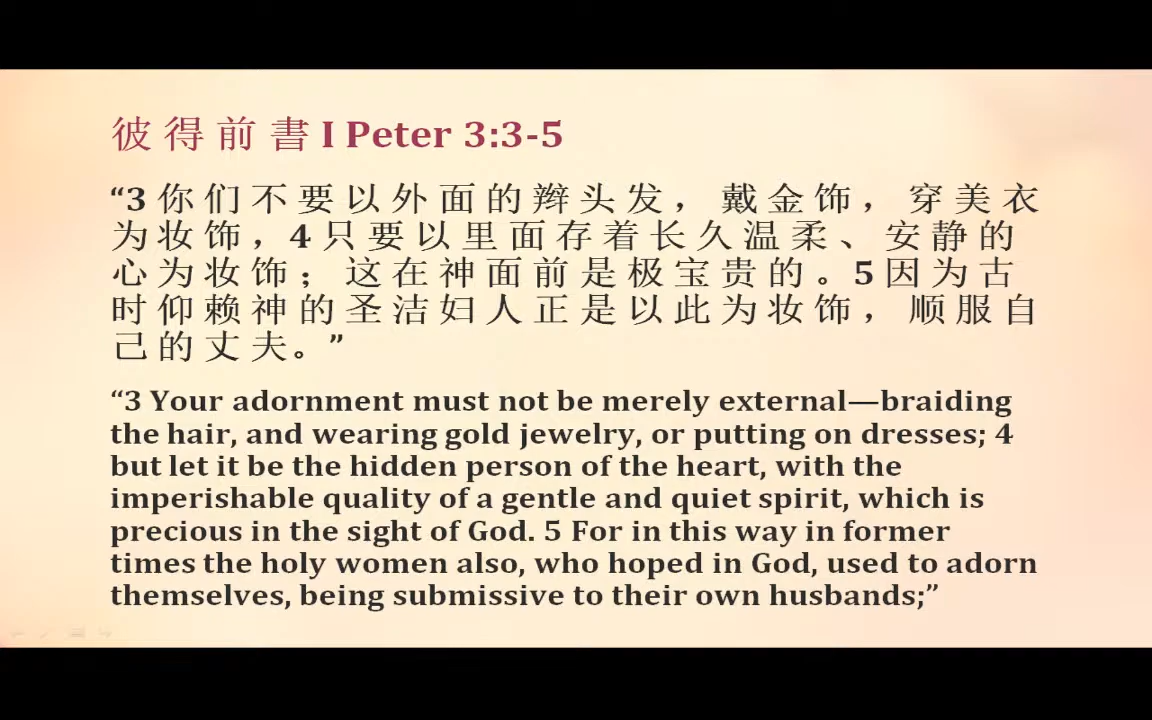 彼得前書 I Peter 3:3-5
“3 你们不要以外面的辫头发，戴金饰，穿美衣
为妆饰，4 只要以里面存着长久温柔、安静的
心为妆饰；这在神面前是极宝贵的。5 因为古
时仰赖神的圣洁妇人正是以此为妆饰，顺服自
己的丈夫。”
“3 Your adornment must not be merely external—braiding
the hair, and wearing gold jewelry, or putting on dresses; 4
but let it be the hidden person of the heart, with the
imperishable quality of a gentle and quiet spirit, which is
precious in the sight of God. 5 For in this way in former
times the holy women also, who hoped in God, used to adorn
themselves, being submissive to their own husbands;”